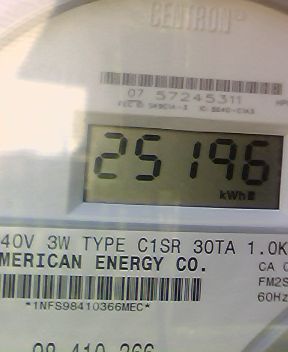 CENTRON
07 57245311
25196
kWh
40V 3W TYPE C1SR 30TA 1.0K
MERICAN ENERGY CO.
CA 0
FM2S
60Hz
*1NFS98410366MEC*
98 410 366